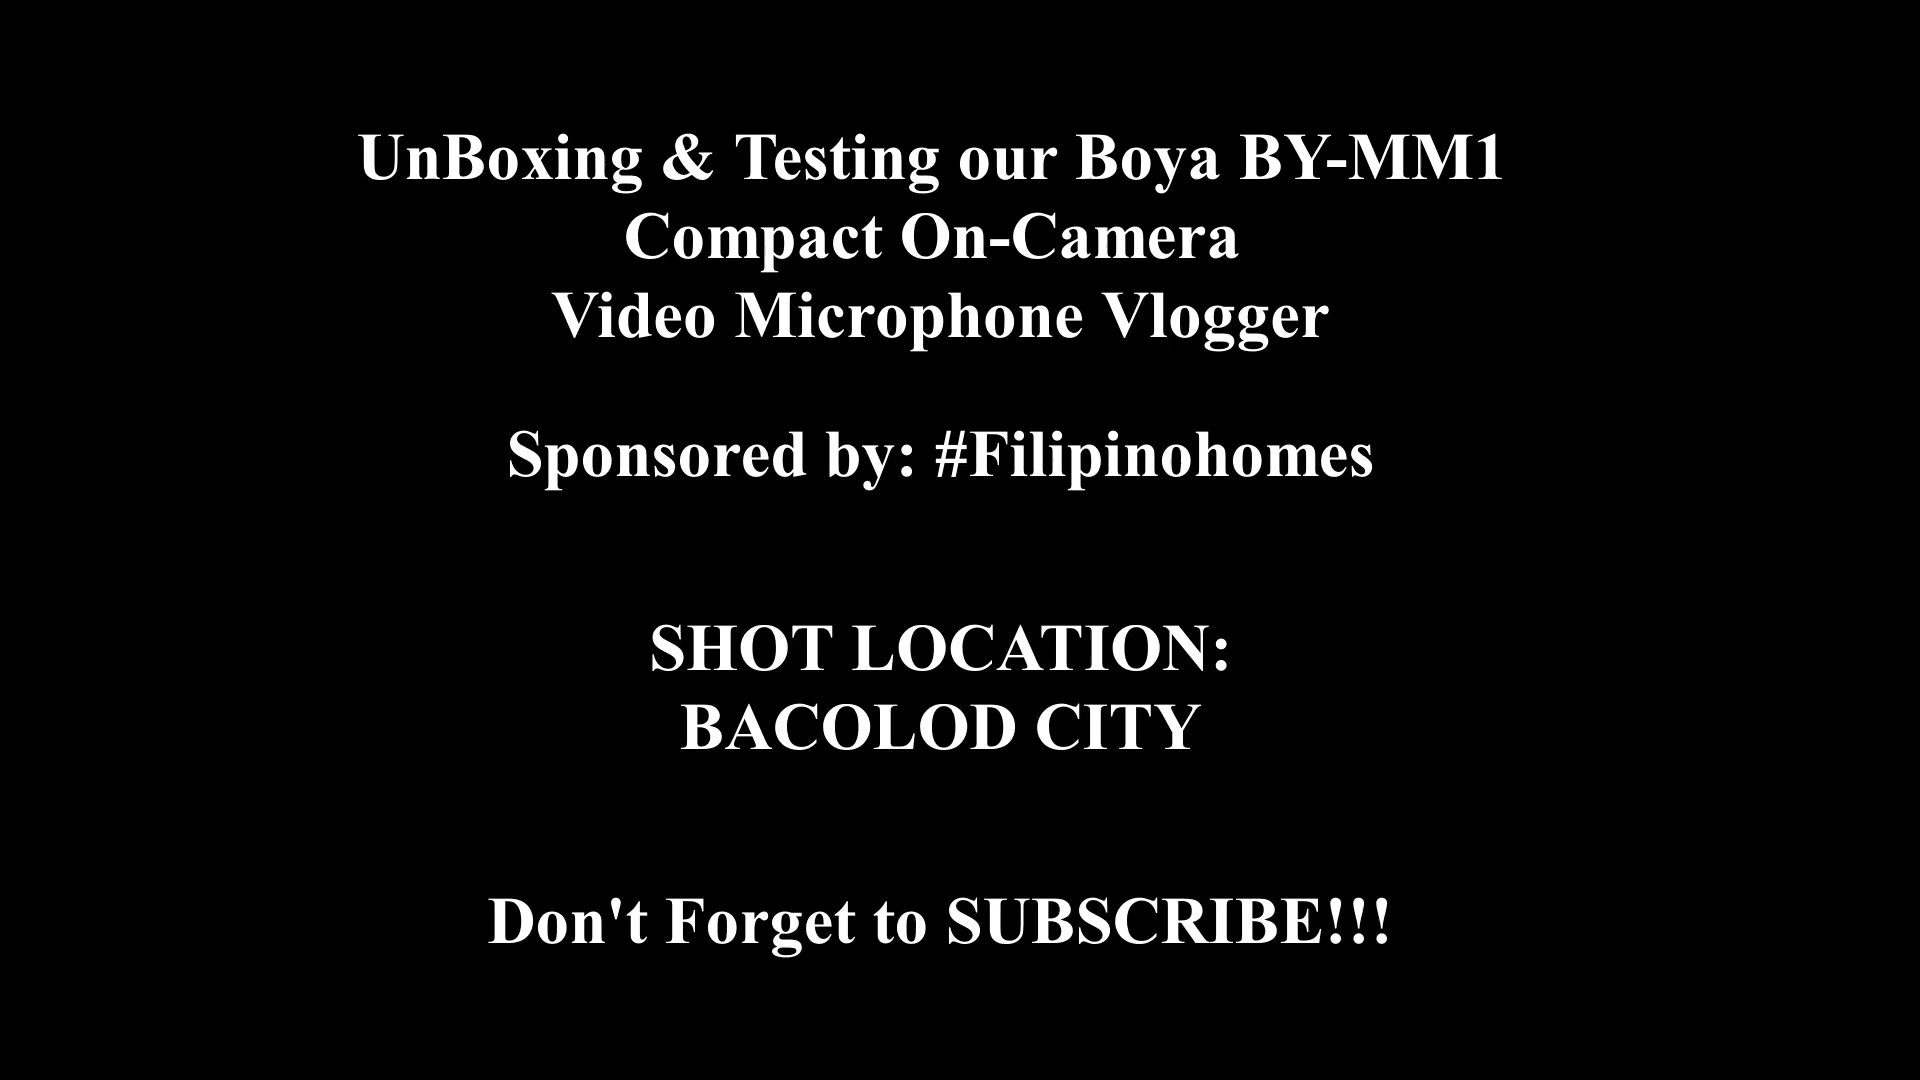 UnBoxing & Testing our Boya BY-MM1
Compact On-Camera
Video Microphone Vlogger
Sponsored by: #Filipinohomes
SHOT LOCATION:
BACOLOD CITY
Don't Forget to SUBSCRIBE!!!